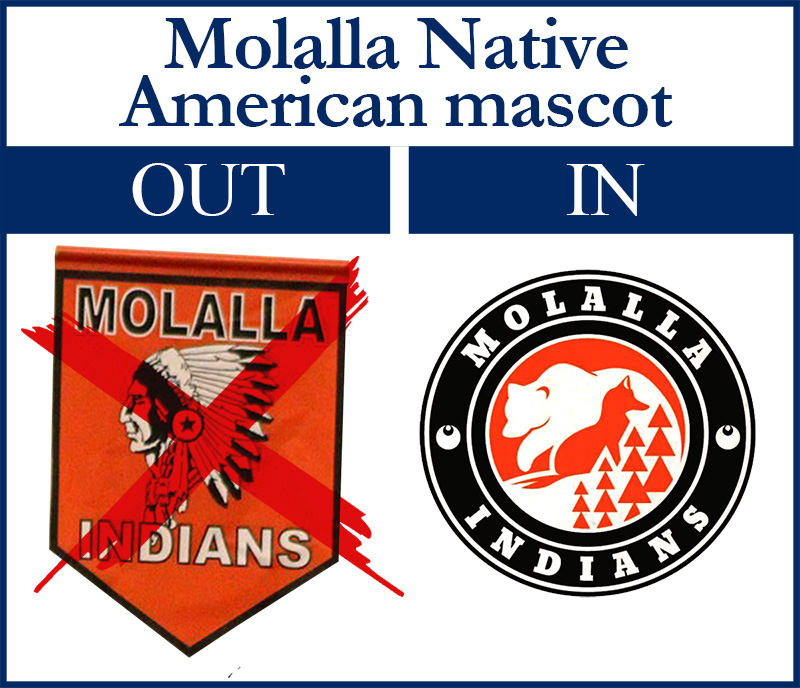 Molalla Native
American mascot
OUT
IN
MOLALLA
INDIANS
MOLALLA
INDIANS